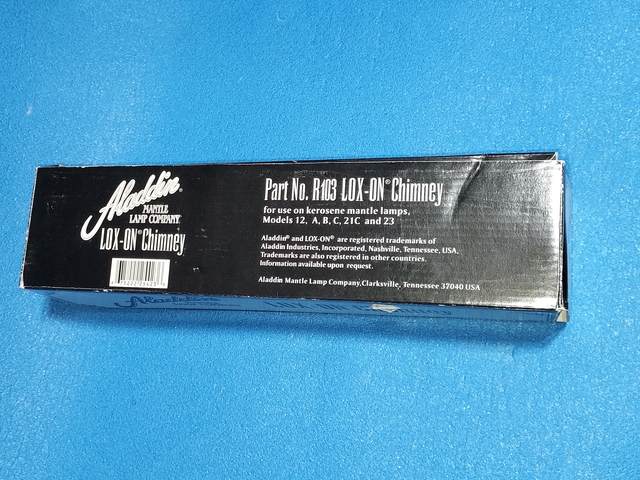 Aladdin®
MANTLE
LAMP COMPANY
LOX-ON® Chimney
Part No. R103 LOX-ON® Chimney
for use on kerosene mantle lamps,
Models 12, A, B, C, 21C and 23
Aladdin® and LOX-ON® are registered trademarks of
Aladdin Industries, Incorporated, Nashville, Tennessee, USA.
Trademarks are also registered in other countries.
Information available upon request.
Aladdin Mantle Lamp Company, Clarksville, Tennessee 37040 USA
Aladdin